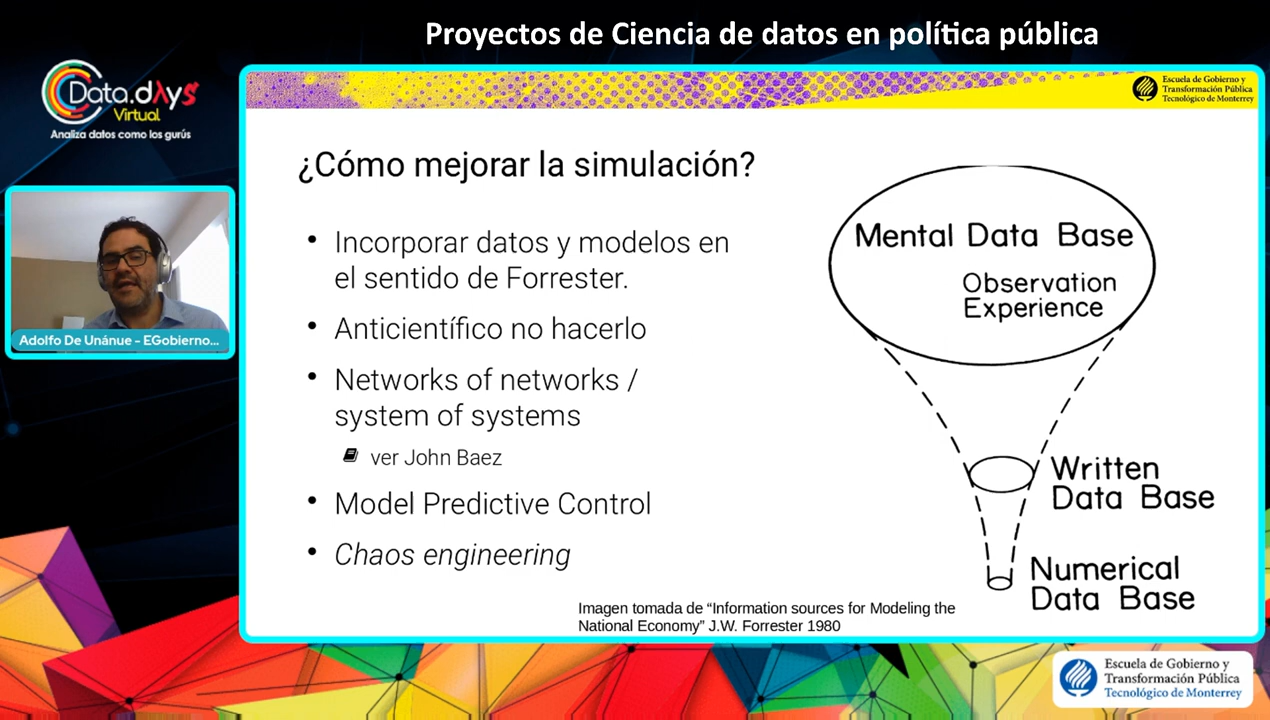 Proyectos de Ciencia de datos en política pública
Data.dAys
Virtual
Analiza datos como los gurús
Adolfo De Unánue - EGobierno...
Escuela de Gobierno y
Transformación Pública
Tecnológico de Monterrey
¿Cómo mejorar la simulación?
• Incorporar datos y modelos en
el sentido de Forrester.
• Anticientífico no hacerlo
• Networks of networks /
system of systems
ver John Baez
• Model Predictive Control
• Chaos engineering
Mental Data Base
Observation
Experience
Written
Data Base
Numerical
Data Base
Imagen tomada de “Information sources for Modeling the
National Economy” J.W. Forrester 1980
Escuela de Gobierno y
Transformación Pública
Tecnológico de Monterrey